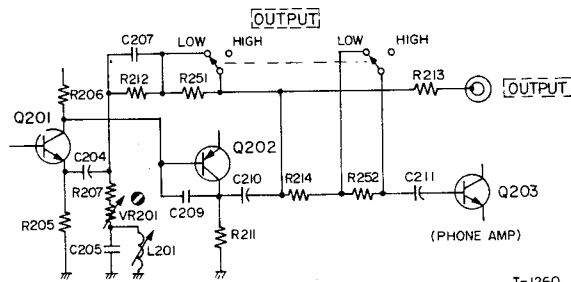 OUTPUT
C207
LOW
HIGH
LOW
HIGH
R212
R251
R213
R206
OUTPUT
Q201
C204
Q202
C210
R214
R252
C211
R207
VR201
C209
Q203
R205
R211
C205
L201
(PHONE AMP)
T-1260